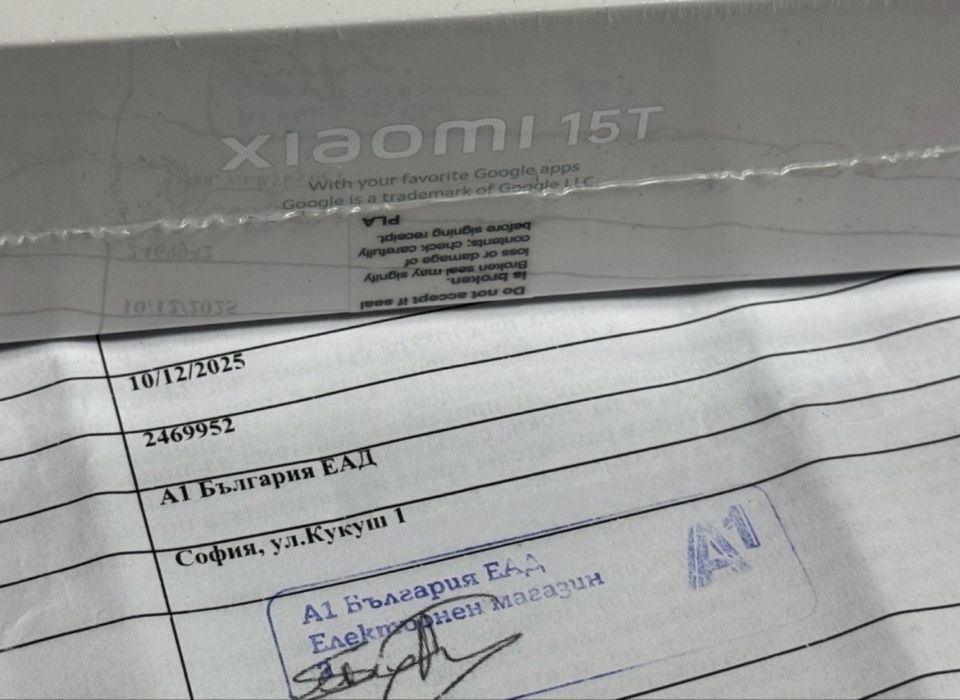 xiaomi 15T
With your favorite Google apps
Google is a trademark of Google LLC.
Do not accept if seal
is broken.
Broken seal may signify
loss or damage of
contents; check carefully
before signing receipt.
PLA
10/12/2025
2469952
А1 България ЕАД
София, ул.Кукуш 1
А1 България ЕАД
Електронен магазин
A1